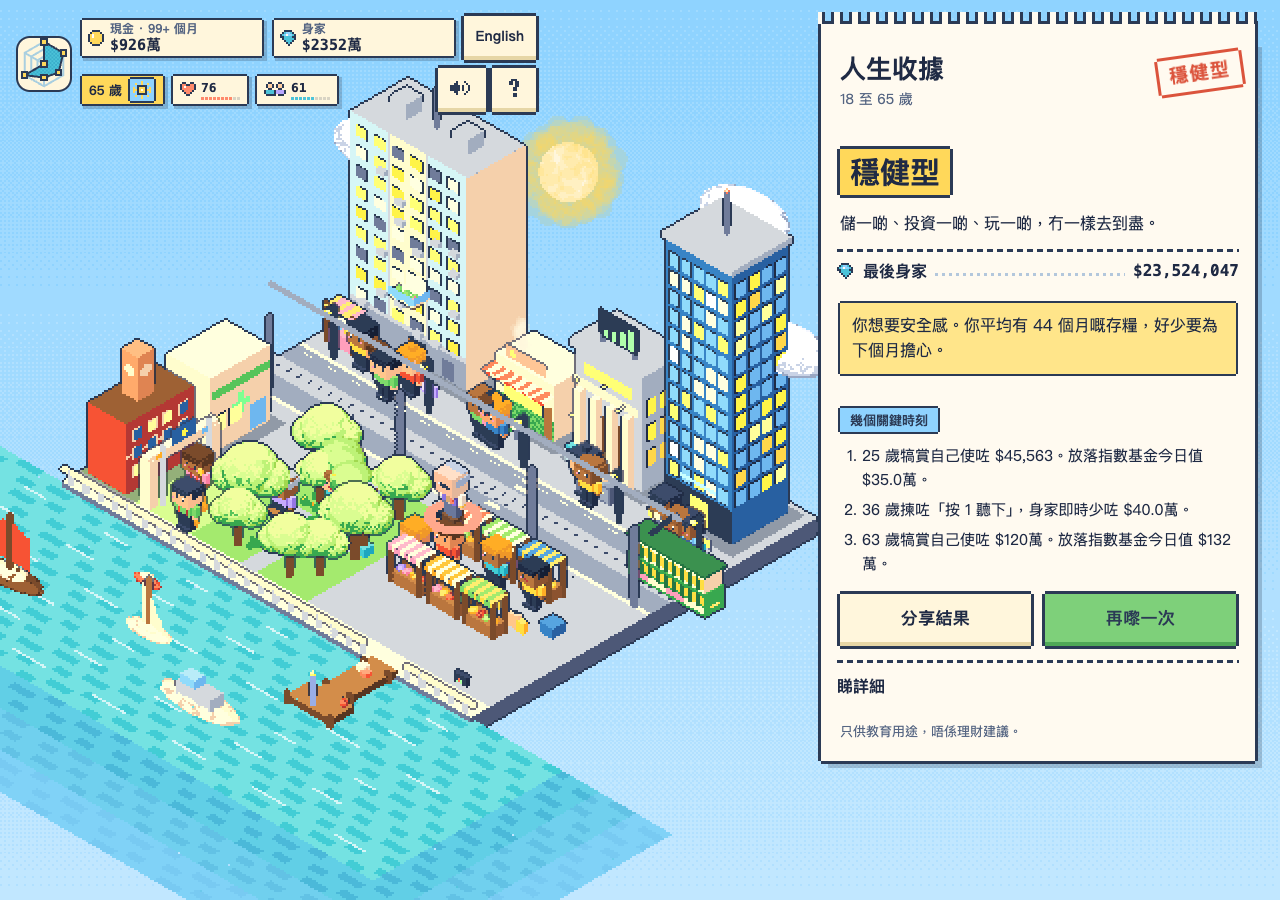 現金 · 99+ 個月
$926萬
身家
$2352萬
English
65 歲
76
61
?
人生收據
18 至 65 歲
穩健型
穩健型
儲一啲、投資一啲、玩一啲，冇一樣去到盡。
最後身家 $23,524,047
你想要安全感。你平均有 44 個月嘅存糧，好少要為
下個月擔心。
幾個關鍵時刻
1. 25 歲犒賞自己使咗 $45,563。放落指數基金今日值
$35.0萬。
2. 36 歲揀咗「按 1 聽下」，身家即時少咗 $40.0萬。
3. 63 歲犒賞自己使咗 $120萬。放落指數基金今日值 $132
萬。
分享結果
再嚟一次
睇詳細
只供教育用途，唔係理財建議。